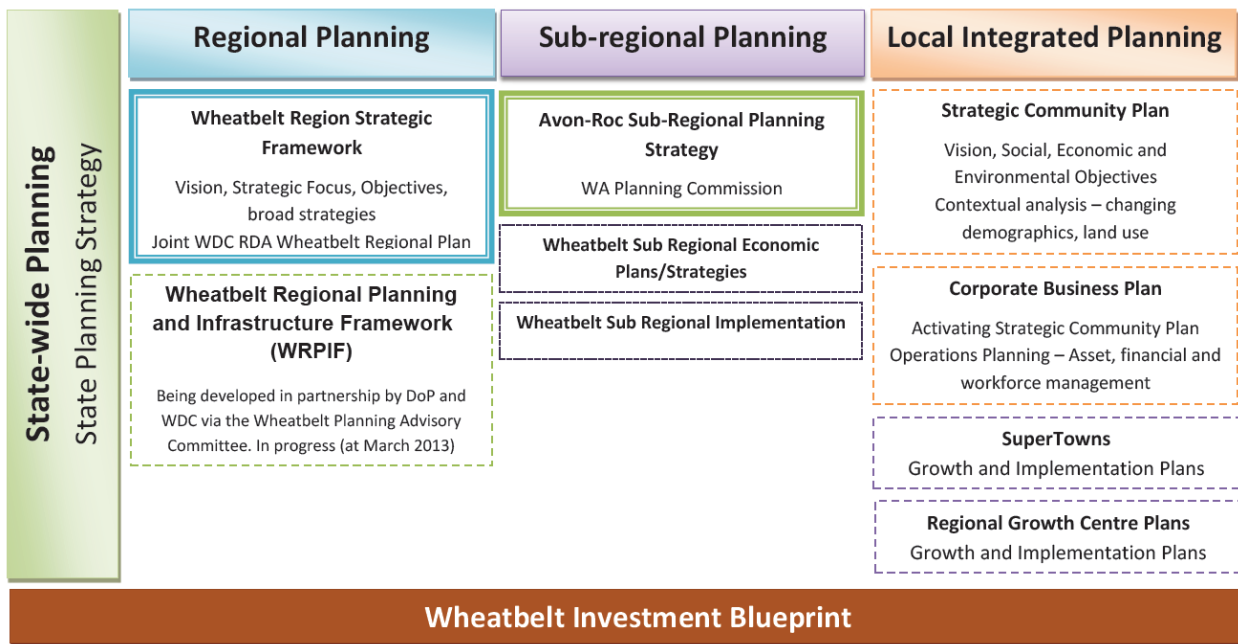 State-wide Planning
State Planning Strategy
Regional Planning
Wheatbelt Region Strategic
Framework
Vision, Strategic Focus, Objectives,
broad strategies
Joint WDC RDA Wheatbelt Regional Plan
Wheatbelt Regional Planning
and Infrastructure Framework
(WRPIF)
Being developed in partnership by DoP and
WDC via the Wheatbelt Planning Advisory
Committee. In progress (at March 2013)
Sub-regional Planning
Avon-Roc Sub-Regional Planning
Strategy
WA Planning Commission
Wheatbelt Sub Regional Economic
Plans/Strategies
Wheatbelt Sub Regional Implementation
Local Integrated Planning
Strategic Community Plan
Vision, Social, Economic and
Environmental Objectives
Contextual analysis – changing
demographics, land use
Corporate Business Plan
Activating Strategic Community Plan
Operations Planning – Asset, financial and
workforce management
SuperTowns
Growth and Implementation Plans
Regional Growth Centre Plans
Growth and Implementation Plans
Wheatbelt Investment Blueprint